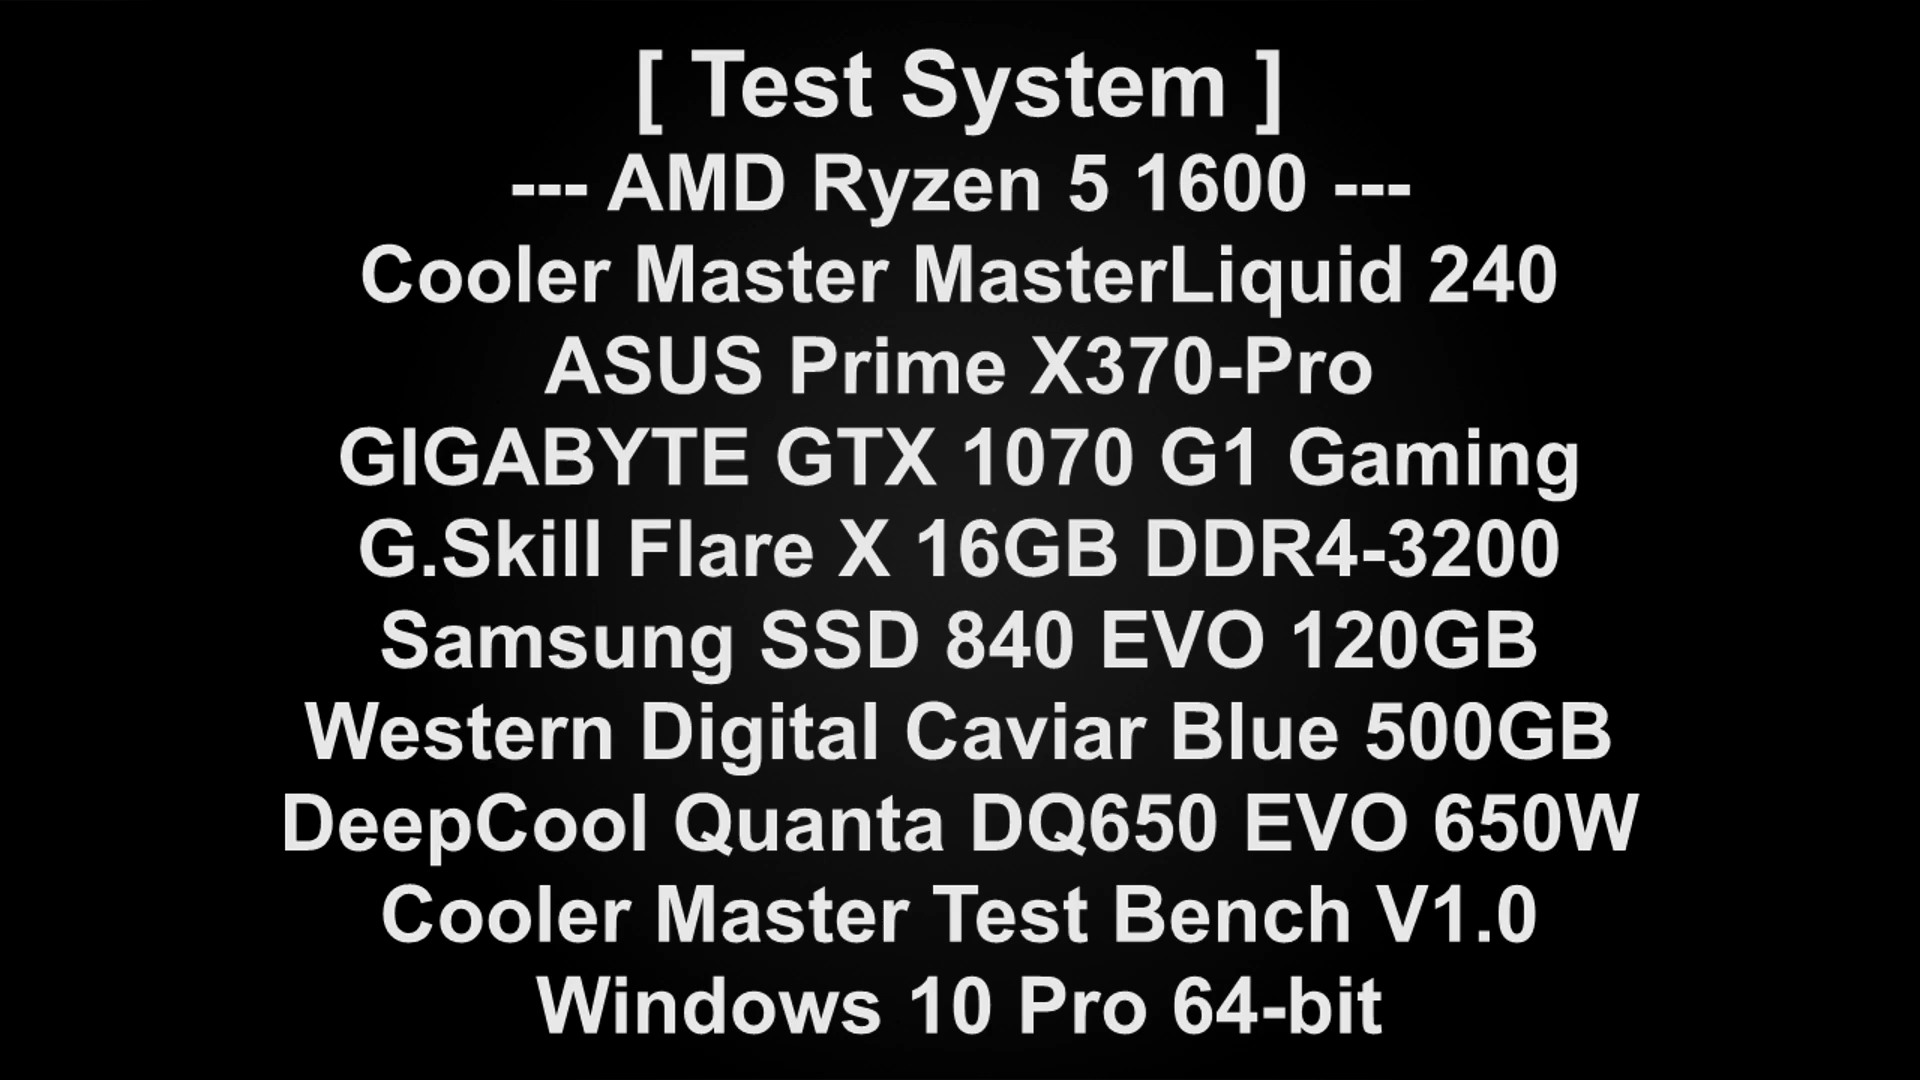 [ Test System ]
--- AMD Ryzen 5 1600 ---
Cooler Master MasterLiquid 240
ASUS Prime X370-Pro
GIGABYTE GTX 1070 G1 Gaming
G.Skill Flare X 16GB DDR4-3200
Samsung SSD 840 EVO 120GB
Western Digital Caviar Blue 500GB
DeepCool Quanta DQ650 EVO 650W
Cooler Master Test Bench V1.0
Windows 10 Pro 64-bit